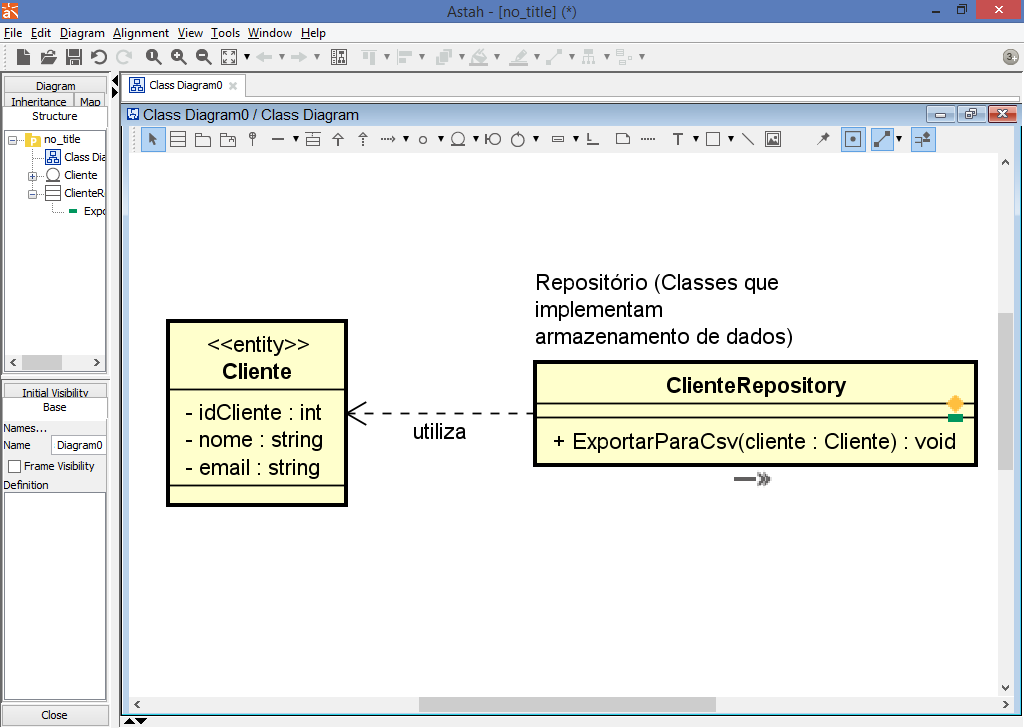 Astah - [no_title] (*)
File Edit Diagram Alignment View Tools Window Help
3
Diagram
Inheritance Map
Structure
no_title
Class Dia
Cliente
ClienteR
Expo
Initial Visibility
Base
Names...
Name Diagram0
Frame Visibility
Definition
Close
Class Diagram0
Class Diagram0 / Class Diagram
T
Repositório (Classes que
implementam
armazenamento de dados)
<<entity>>
Cliente
- idCliente : int
- nome : string
- email : string
utiliza
ClienteRepository
+ ExportarParaCsv(cliente : Cliente) : void